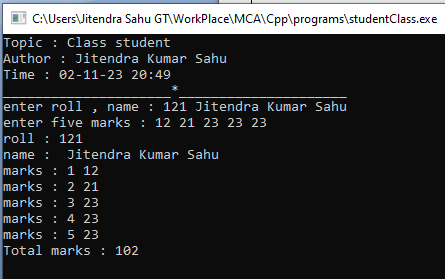 C:\Users\Jitendra Sahu GT\WorkPlace\MCA\Cpp\programs\studentClass.exe
Topic : Class student
Author : Jitendra Kumar Sahu
Time : 02-11-23 20:49
_____________________*_____________________
enter roll , name : 121 Jitendra Kumar Sahu
enter five marks : 12 21 23 23 23
roll : 121
name :  Jitendra Kumar Sahu
marks : 1 12
marks : 2 21
marks : 3 23
marks : 4 23
marks : 5 23
Total marks : 102